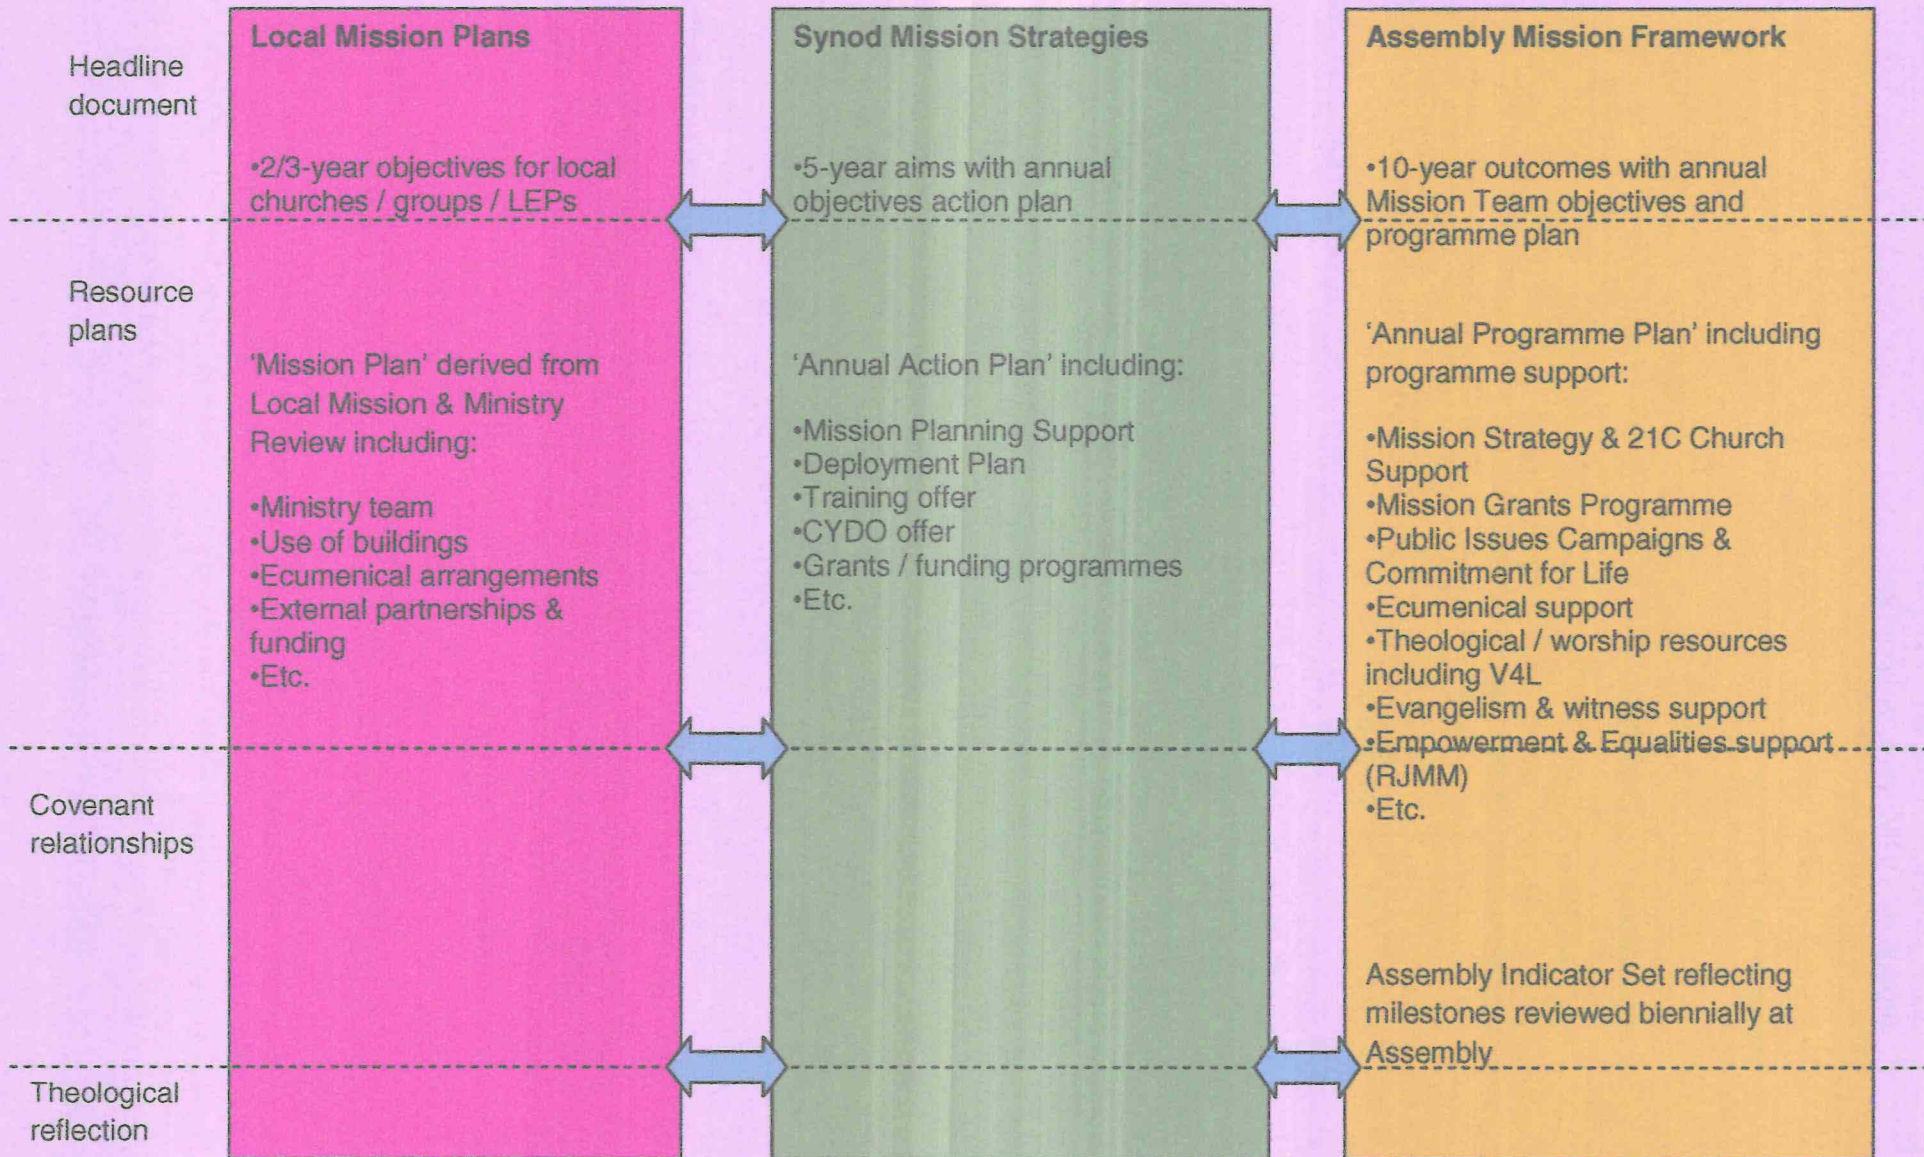 Headline
document
Local Mission Plans
•2/3-year objectives for local
churches / groups / LEPs
Synod Mission Strategies
•5-year aims with annual
objectives action plan
Assembly Mission Framework
•10-year outcomes with annual
Mission Team objectives and
programme plan
Resource
plans
‘Mission Plan’ derived from
Local Mission & Ministry
Review including:
•Ministry team
•Use of buildings
•Ecumenical arrangements
•External partnerships &
funding
•Etc.
‘Annual Action Plan’ including:
•Mission Planning Support
•Deployment Plan
•Training offer
•CYDO offer
•Grants / funding programmes
•Etc.
‘Annual Programme Plan’ including
programme support:
•Mission Strategy & 21C Church
Support
•Mission Grants Programme
•Public Issues Campaigns &
Commitment for Life
•Ecumenical support
•Theological / worship resources
including V4L
•Evangelism & witness support
•Empowerment & Equalities support
(RJMM)
•Etc.
Covenant
relationships
Assembly Indicator Set reflecting
milestones reviewed biennially at
Assembly
Theological
reflection